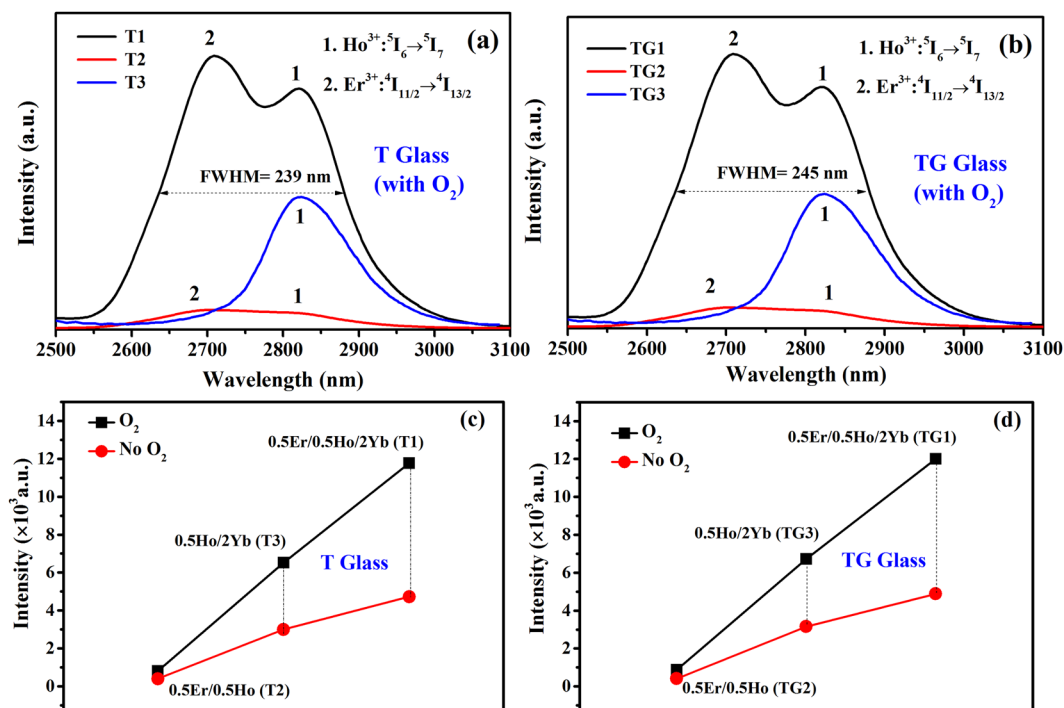 T1
T2
T3
2
1
1. Ho³⁺:⁵I₆→⁵I₇
2. Er³⁺:⁴I₁₁/₂→⁴I₁₃/₂
(a)
T Glass
(with O₂)
FWHM= 239 nm
1
2
1
Intensity (a.u.)
2500 2600 2700 2800 2900 3000 3100
Wavelength (nm)
TG1
TG2
TG3
2
1
1. Ho³⁺:⁵I₆→⁵I₇
2. Er³⁺:⁴I₁₁/₂→⁴I₁₃/₂
(b)
TG Glass
(with O₂)
FWHM= 245 nm
1
2
1
Intensity (a.u.)
2500 2600 2700 2800 2900 3000 3100
Wavelength (nm)
14
12
10
8
6
4
2
0
Intensity (×10³a.u.)
O₂
No O₂
(c)
0.5Er/0.5Ho/2Yb (T1)
0.5Ho/2Yb (T3)
T Glass
0.5Er/0.5Ho (T2)
14
12
10
8
6
4
2
0
Intensity (×10³a.u.)
O₂
No O₂
(d)
0.5Er/0.5Ho/2Yb (TG1)
0.5Ho/2Yb (TG3)
TG Glass
0.5Er/0.5Ho (TG2)